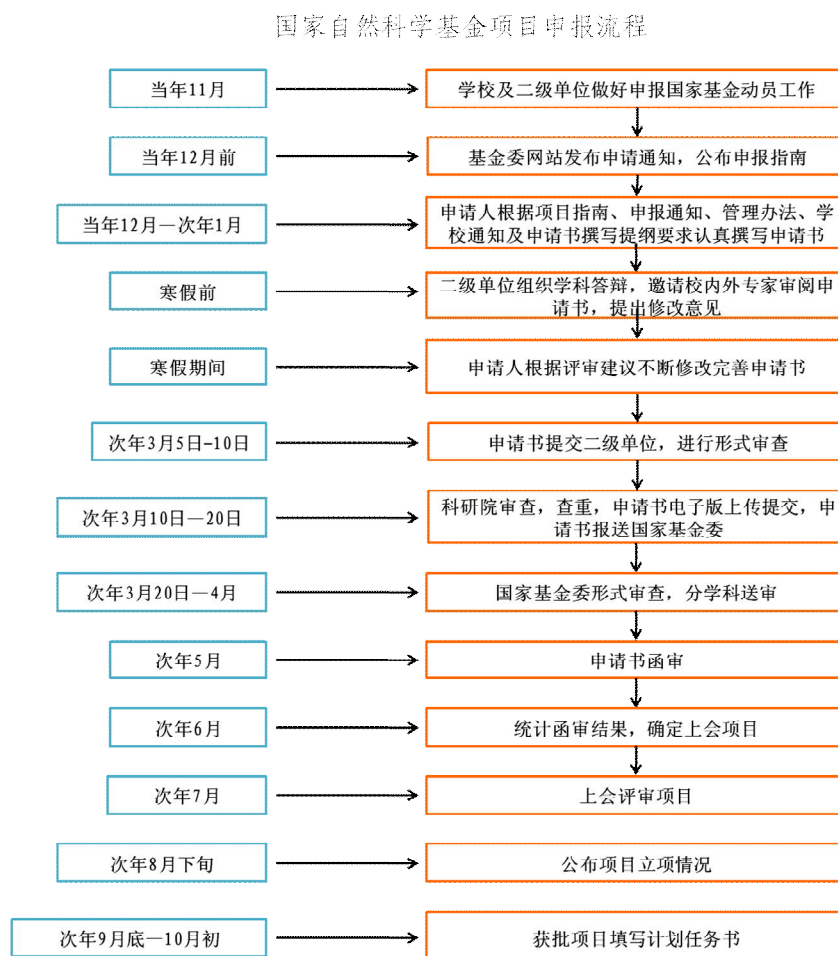 国家自然科学基金项目申报流程
当年11月
学校及二级单位做好申报国家基金动员工作
当年12月前
基金委网站发布申请通知，公布申报指南
当年12月—次年1月
申请人根据项目指南、申报通知、管理办法、学
校通知及申请书撰写提纲要求认真撰写申请书
寒假前
二级单位组织学科答辩，邀请校内外专家审阅申
请书，提出修改意见
寒假期间
申请人根据评审建议不断修改完善申请书
次年3月5日-10日
申请书提交二级单位，进行形式审查
次年3月10日—20日
科研院审查，查重，申请书电子版上传提交，申
请书报送国家基金委
次年3月20日—4月
国家基金委形式审查，分学科送审
次年5月
申请书函审
次年6月
统计函审结果，确定上会项目
次年7月
上会评审项目
次年8月下旬
公布项目立项情况
次年9月底—10月初
获批项目填写计划任务书